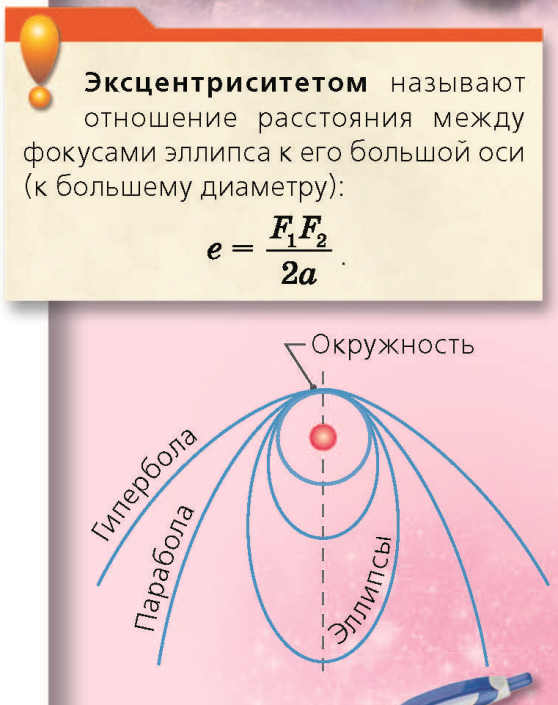 Эксцентриситетом называют
отношение расстояния между
фокусами эллипса к его большой оси
(к большему диаметру):
e = F₁F₂ / 2a .
Окружность
Гипербола
Парабола
Эллипсы